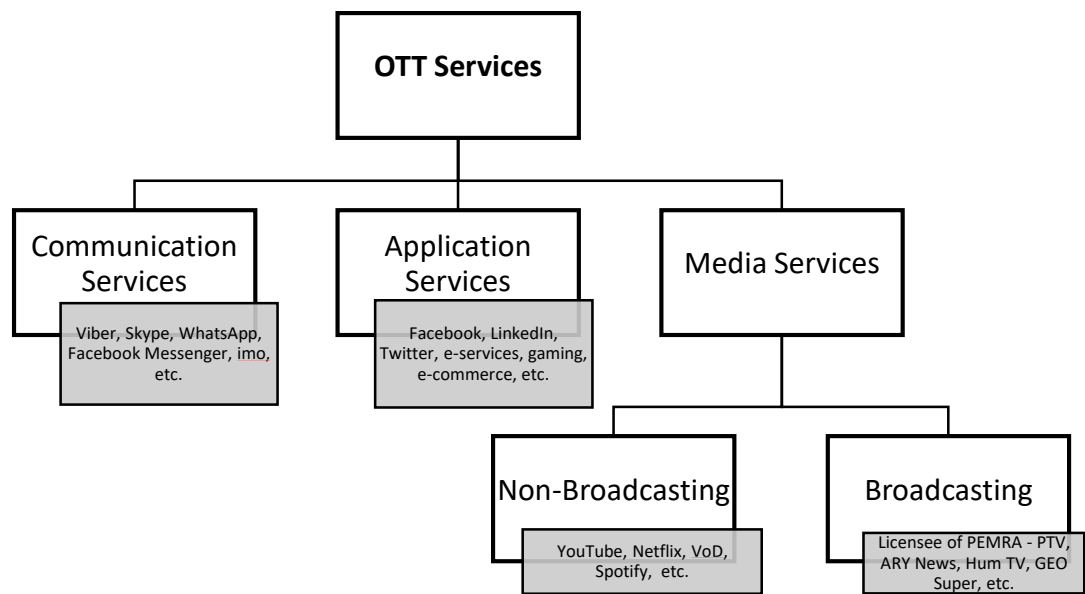 OTT Services
Communication
Services
Viber, Skype, WhatsApp,
Facebook Messenger, imo,
etc.
Application
Services
Facebook, LinkedIn,
Twitter, e-services, gaming,
e-commerce, etc.
Media Services
Non-Broadcasting
YouTube, Netflix, VoD,
Spotify, etc.
Broadcasting
Licensee of PEMRA - PTV,
ARY News, Hum TV, GEO
Super, etc.